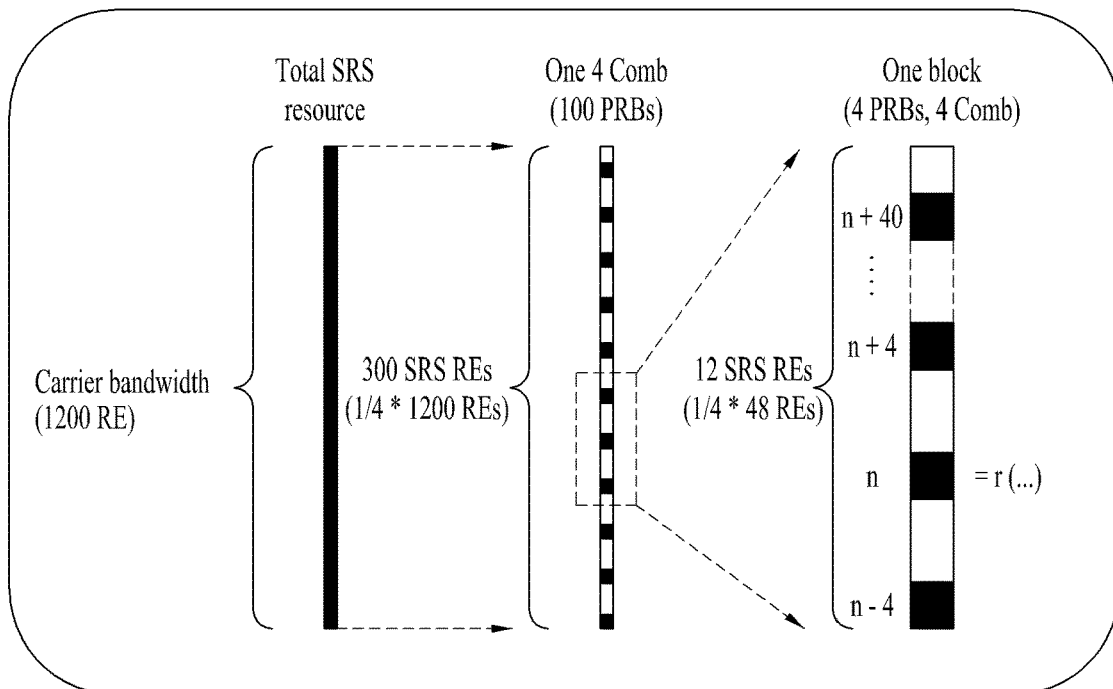 Total SRS
resource
One 4 Comb
(100 PRBs)
One block
(4 PRBs, 4 Comb)
Carrier bandwidth
(1200 RE)
300 SRS REs
(1/4 * 1200 REs)
12 SRS REs
(1/4 * 48 REs)
n + 40
....
n + 4
n
= r (...)
n - 4